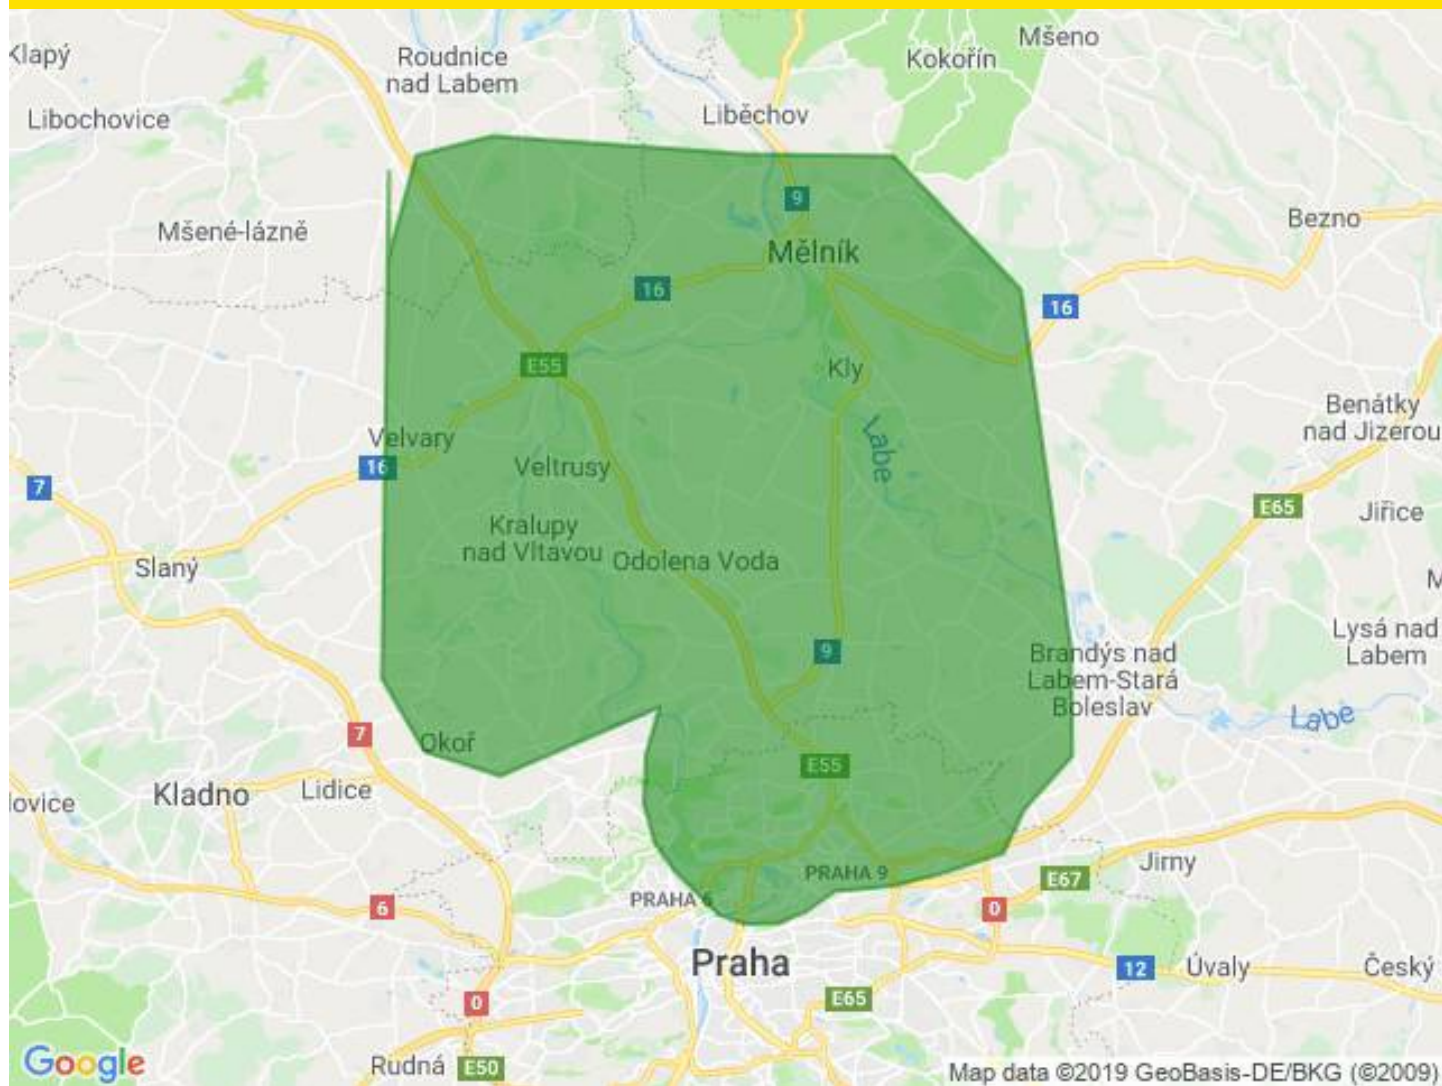 Klapý
Roudnice
nad Labem
Mšeno
Kokořín
Libochovice
Liběchov
9
Mšené-lázně
Bezno
Mělník
16
16
E55
Kly
Benátky
nad Jizerou
Velvary
16
Veltrusy
Labe
7
E65
Jiřice
Kralupy
nad Vltavou
Odolena Voda
Slaný
M
Lysá nad
Labem
9
Brandýs nad
Labem-Stará
Boleslav
Labe
7
Okoř
E55
Kladno
Lidice
lovice
Jirny
PRAHA 9
E67
PRAHA 6
6
0
Praha
12
Úvaly
Český
0
E65
Google
Rudná
E50
Map data ©2019 GeoBasis-DE/BKG (©2009)